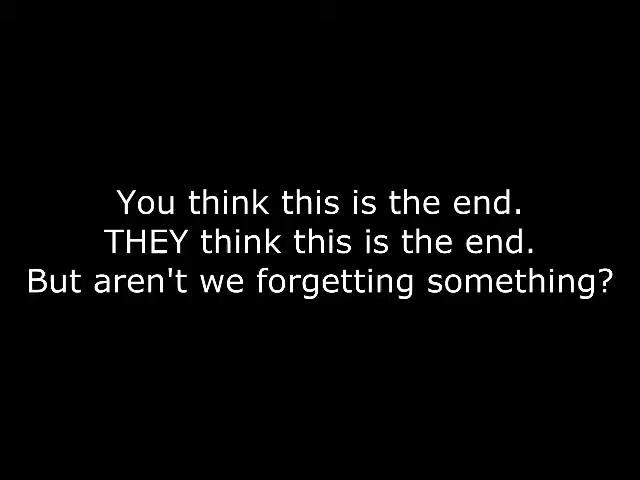 You think this is the end.
THEY think this is the end.
But aren't we forgetting something?